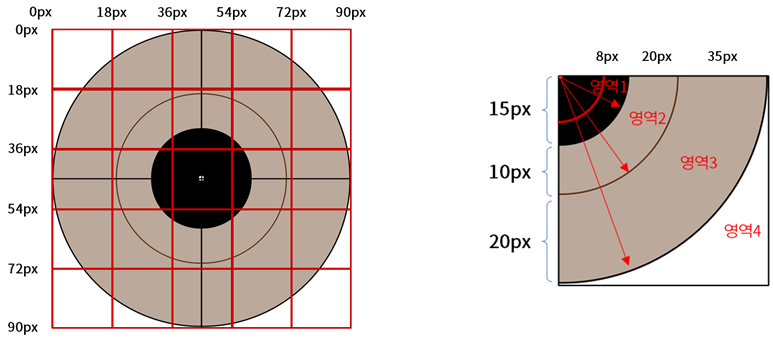 0px 18px 36px 54px 72px 90px
0px
18px
36px
54px
72px
90px
8px 20px 35px
15px
10px
20px
영역1
영역2
영역3
영역4